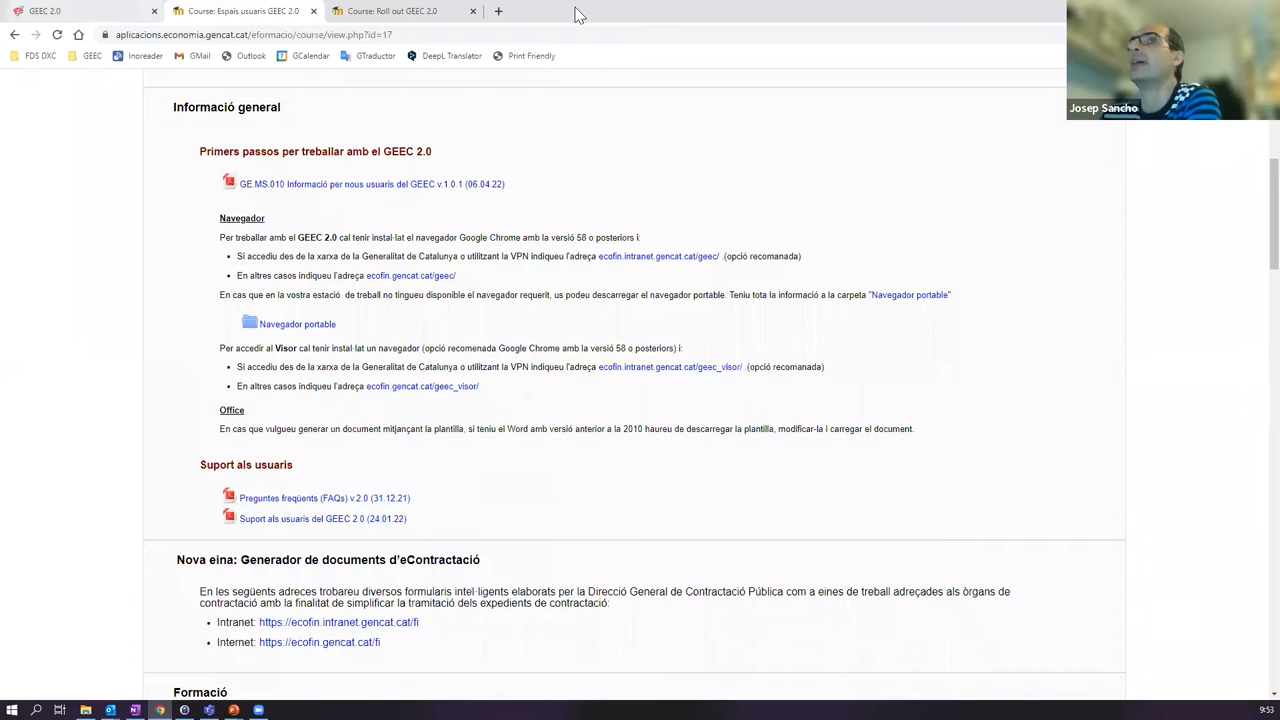 GEEC 2.0
Course: Espais usuaris GEEC 2.0
Course: Roll out GEEC 2.0
aplicacions.economia.gencat.cat/eformacio/course/view.php?id=17
FDS DXC
GEEC
Inoreader
GMail
Outlook
GCalendar
GTraductor
DeepL Translator
Print Friendly
Josep Sancho
Informació general
Primers passos per treballar amb el GEEC 2.0
GE.MS.010 Informació per nous usuaris del GEEC v.1.0.1 (06.04.22)
Navegador
Per treballar amb el GEEC 2.0 cal tenir instal·lat el navegador Google Chrome amb la versió 58 o posteriors i:
Si accediu des de la xarxa de la Generalitat de Catalunya o utilitzant la VPN indiqueu l'adreça ecofin.intranet.gencat.cat/geec/ .(opció recomanada)
En altres casos indiqueu l'adreça ecofin.gencat.cat/geec/
En cas que en la vostra estació de treball no tingueu disponible el navegador requerit, us podeu descarregar el navegador portable. Teniu tota la informació a la carpeta "Navegador portable"
Navegador portable
Per accedir al Visor cal tenir instal·lat un navegador (opció recomenada Google Chrome amb la versió 58 o posteriors) i:
Si accediu des de la xarxa de la Generalitat de Catalunya o utilitzant la VPN indiqueu l'adreça ecofin.intranet.gencat.cat/geec_visor/ .(opció recomanada)
En altres casos indiqueu l'adreça ecofin.gencat.cat/geec_visor/
Office
En cas que vulgueu generar un document mitjançant la plantilla, si teniu el Word amb versió anterior a la 2010 haureu de descarregar la plantilla, modificar-la i carregar el document.
Suport als usuaris
Preguntes freqüents (FAQs) v.2.0 (31.12.21)
Suport als usuaris del GEEC 2.0 (24.01.22)
Nova eina: Generador de documents d'eContractació
En les següents adreces trobareu diversos formularis intel·ligents elaborats per la Direcció General de Contractació Pública com a eines de treball adreçades als òrgans de
contractació amb la finalitat de simplificar la tramitació dels expedients de contractació:
Intranet: https://ecofin.intranet.gencat.cat/fi
Internet: https://ecofin.gencat.cat/fi
Formació
9:53